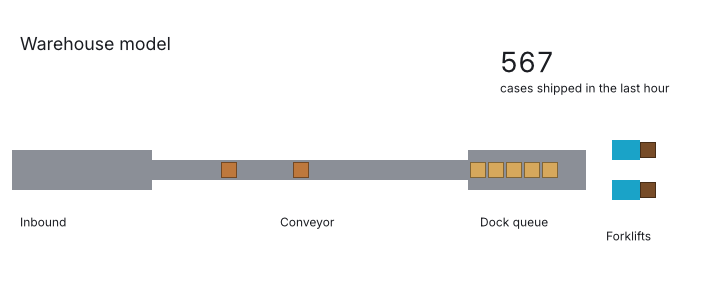 Warehouse model
567
cases shipped in the last hour
Inbound
Conveyor
Dock queue
Forklifts